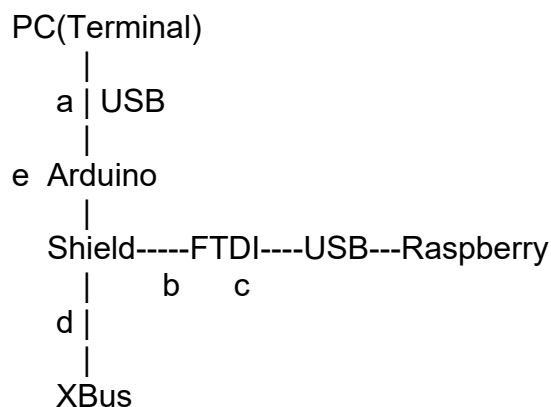 PC(Terminal)
|
a | USB
|
e Arduino
|
Shield-----FTDI----USB---Raspberry
| b c
d |
|
XBus